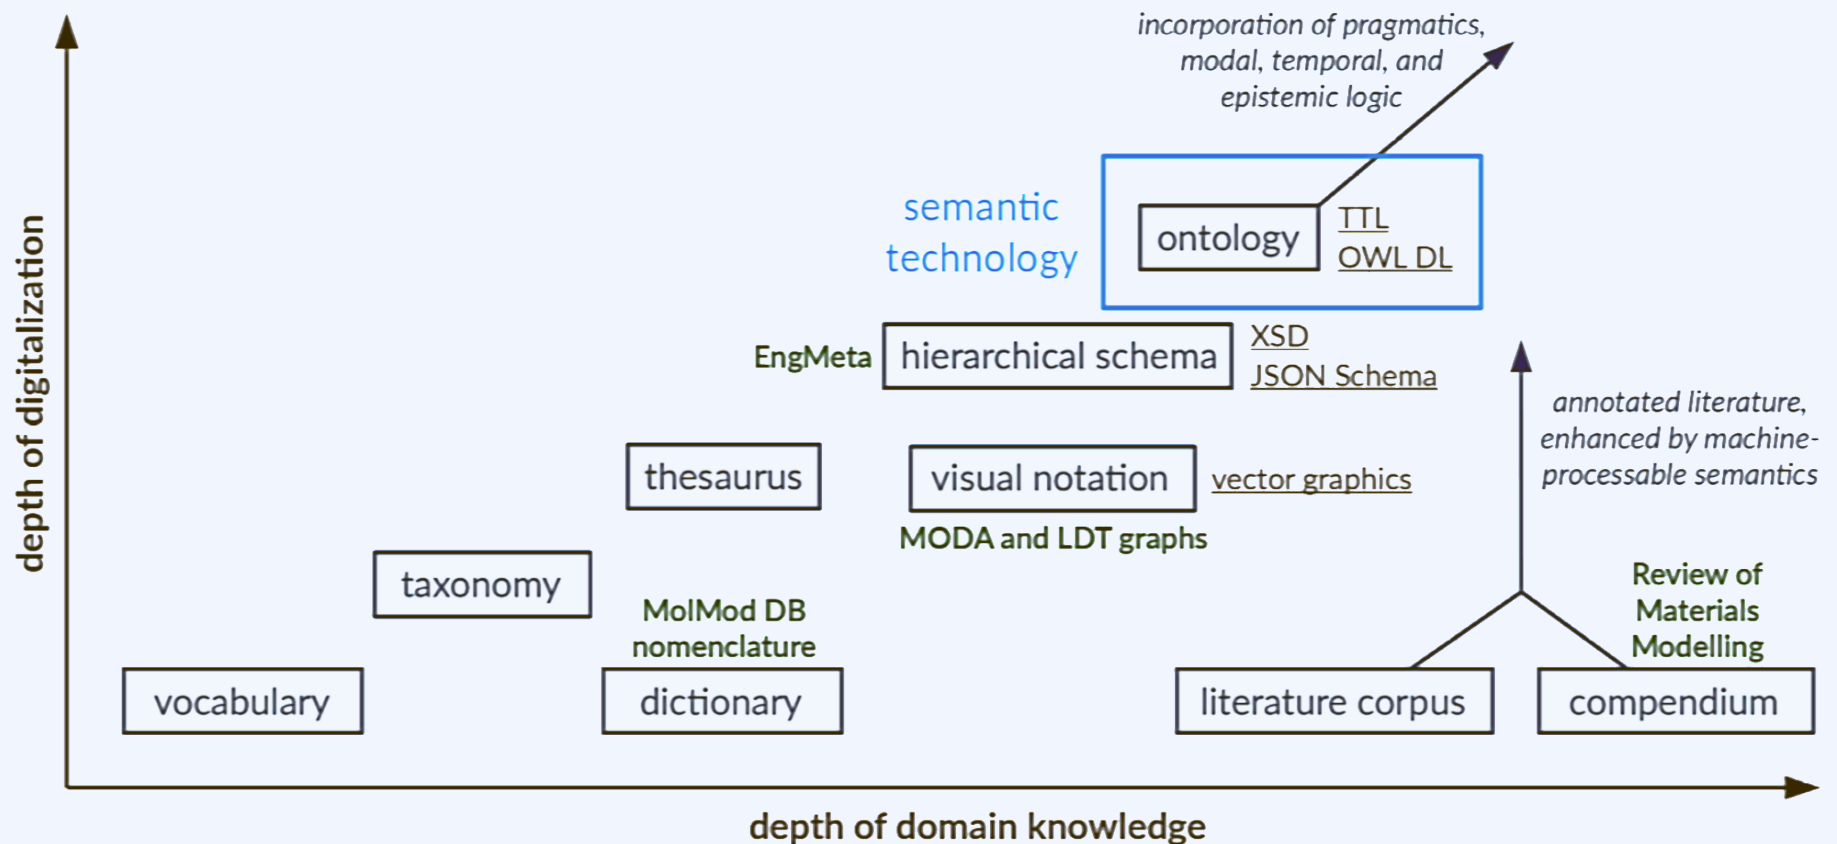 incorporation of pragmatics,
modal, temporal, and
epistemic logic
semantic
technology
ontology
TTL
OWL DL
EngMeta
hierarchical schema
XSD
JSON Schema
annotated literature,
enhanced by machine-
processable semantics
thesaurus
visual notation
vector graphics
MODA and LDT graphs
taxonomy
MolMod DB
nomenclature
Review of
Materials
Modelling
vocabulary
dictionary
literature corpus
compendium
depth of digitalization
depth of domain knowledge